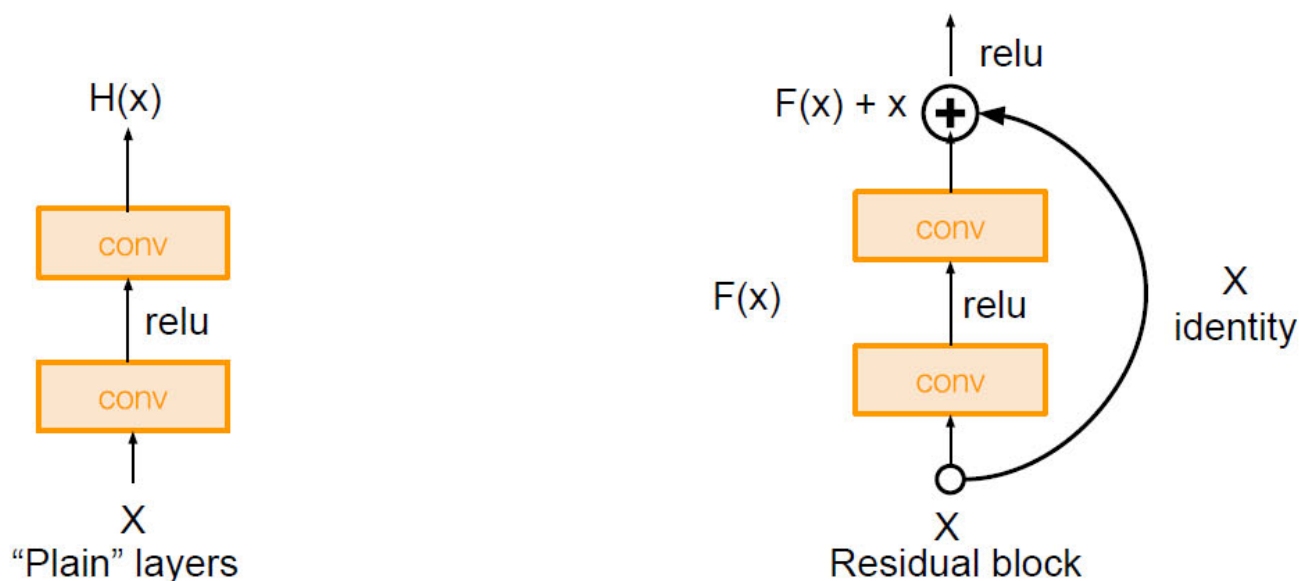 H(x)
conv
relu
conv
X
“Plain” layers
relu
F(x) + x
conv
F(x)
relu
X
identity
conv
X
Residual block